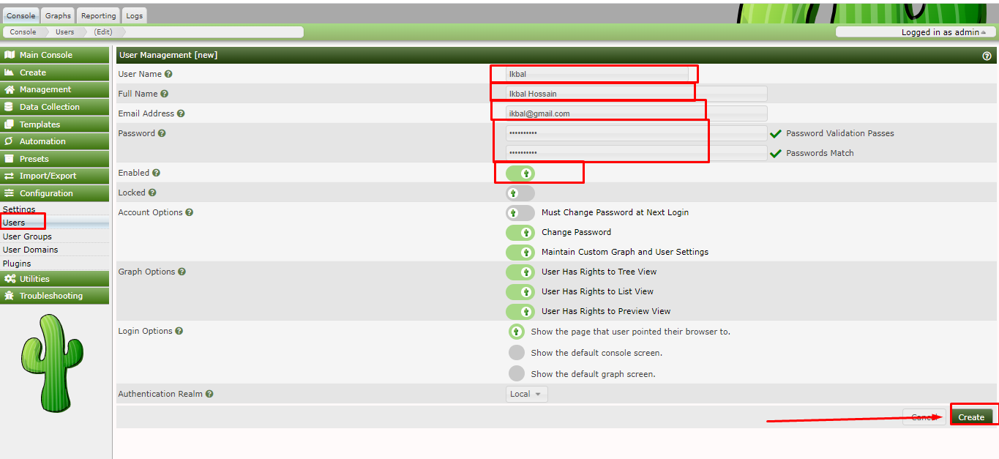 Console Graphs Reporting Logs
Console Users (Edit) Logged in as admin
Main Console
Create
Management
Data Collection
Templates
Automation
Presets
Import/Export
Configuration
Settings
Users
User Groups
User Domains
Plugins
Utilities
Troubleshooting
User Management [new]
User Name Ikbal
Full Name Ikbal Hossain
Email Address ikbal@gmail.com
Password •••••••••• Password Validation Passes
•••••••••• Passwords Match
Enabled
Locked
Account Options Must Change Password at Next Login
Change Password
Maintain Custom Graph and User Settings
Graph Options User Has Rights to Tree View
User Has Rights to List View
User Has Rights to Preview View
Login Options Show the page that user pointed their browser to.
Show the default console screen.
Show the default graph screen.
Authentication Realm Local
Cancel Create